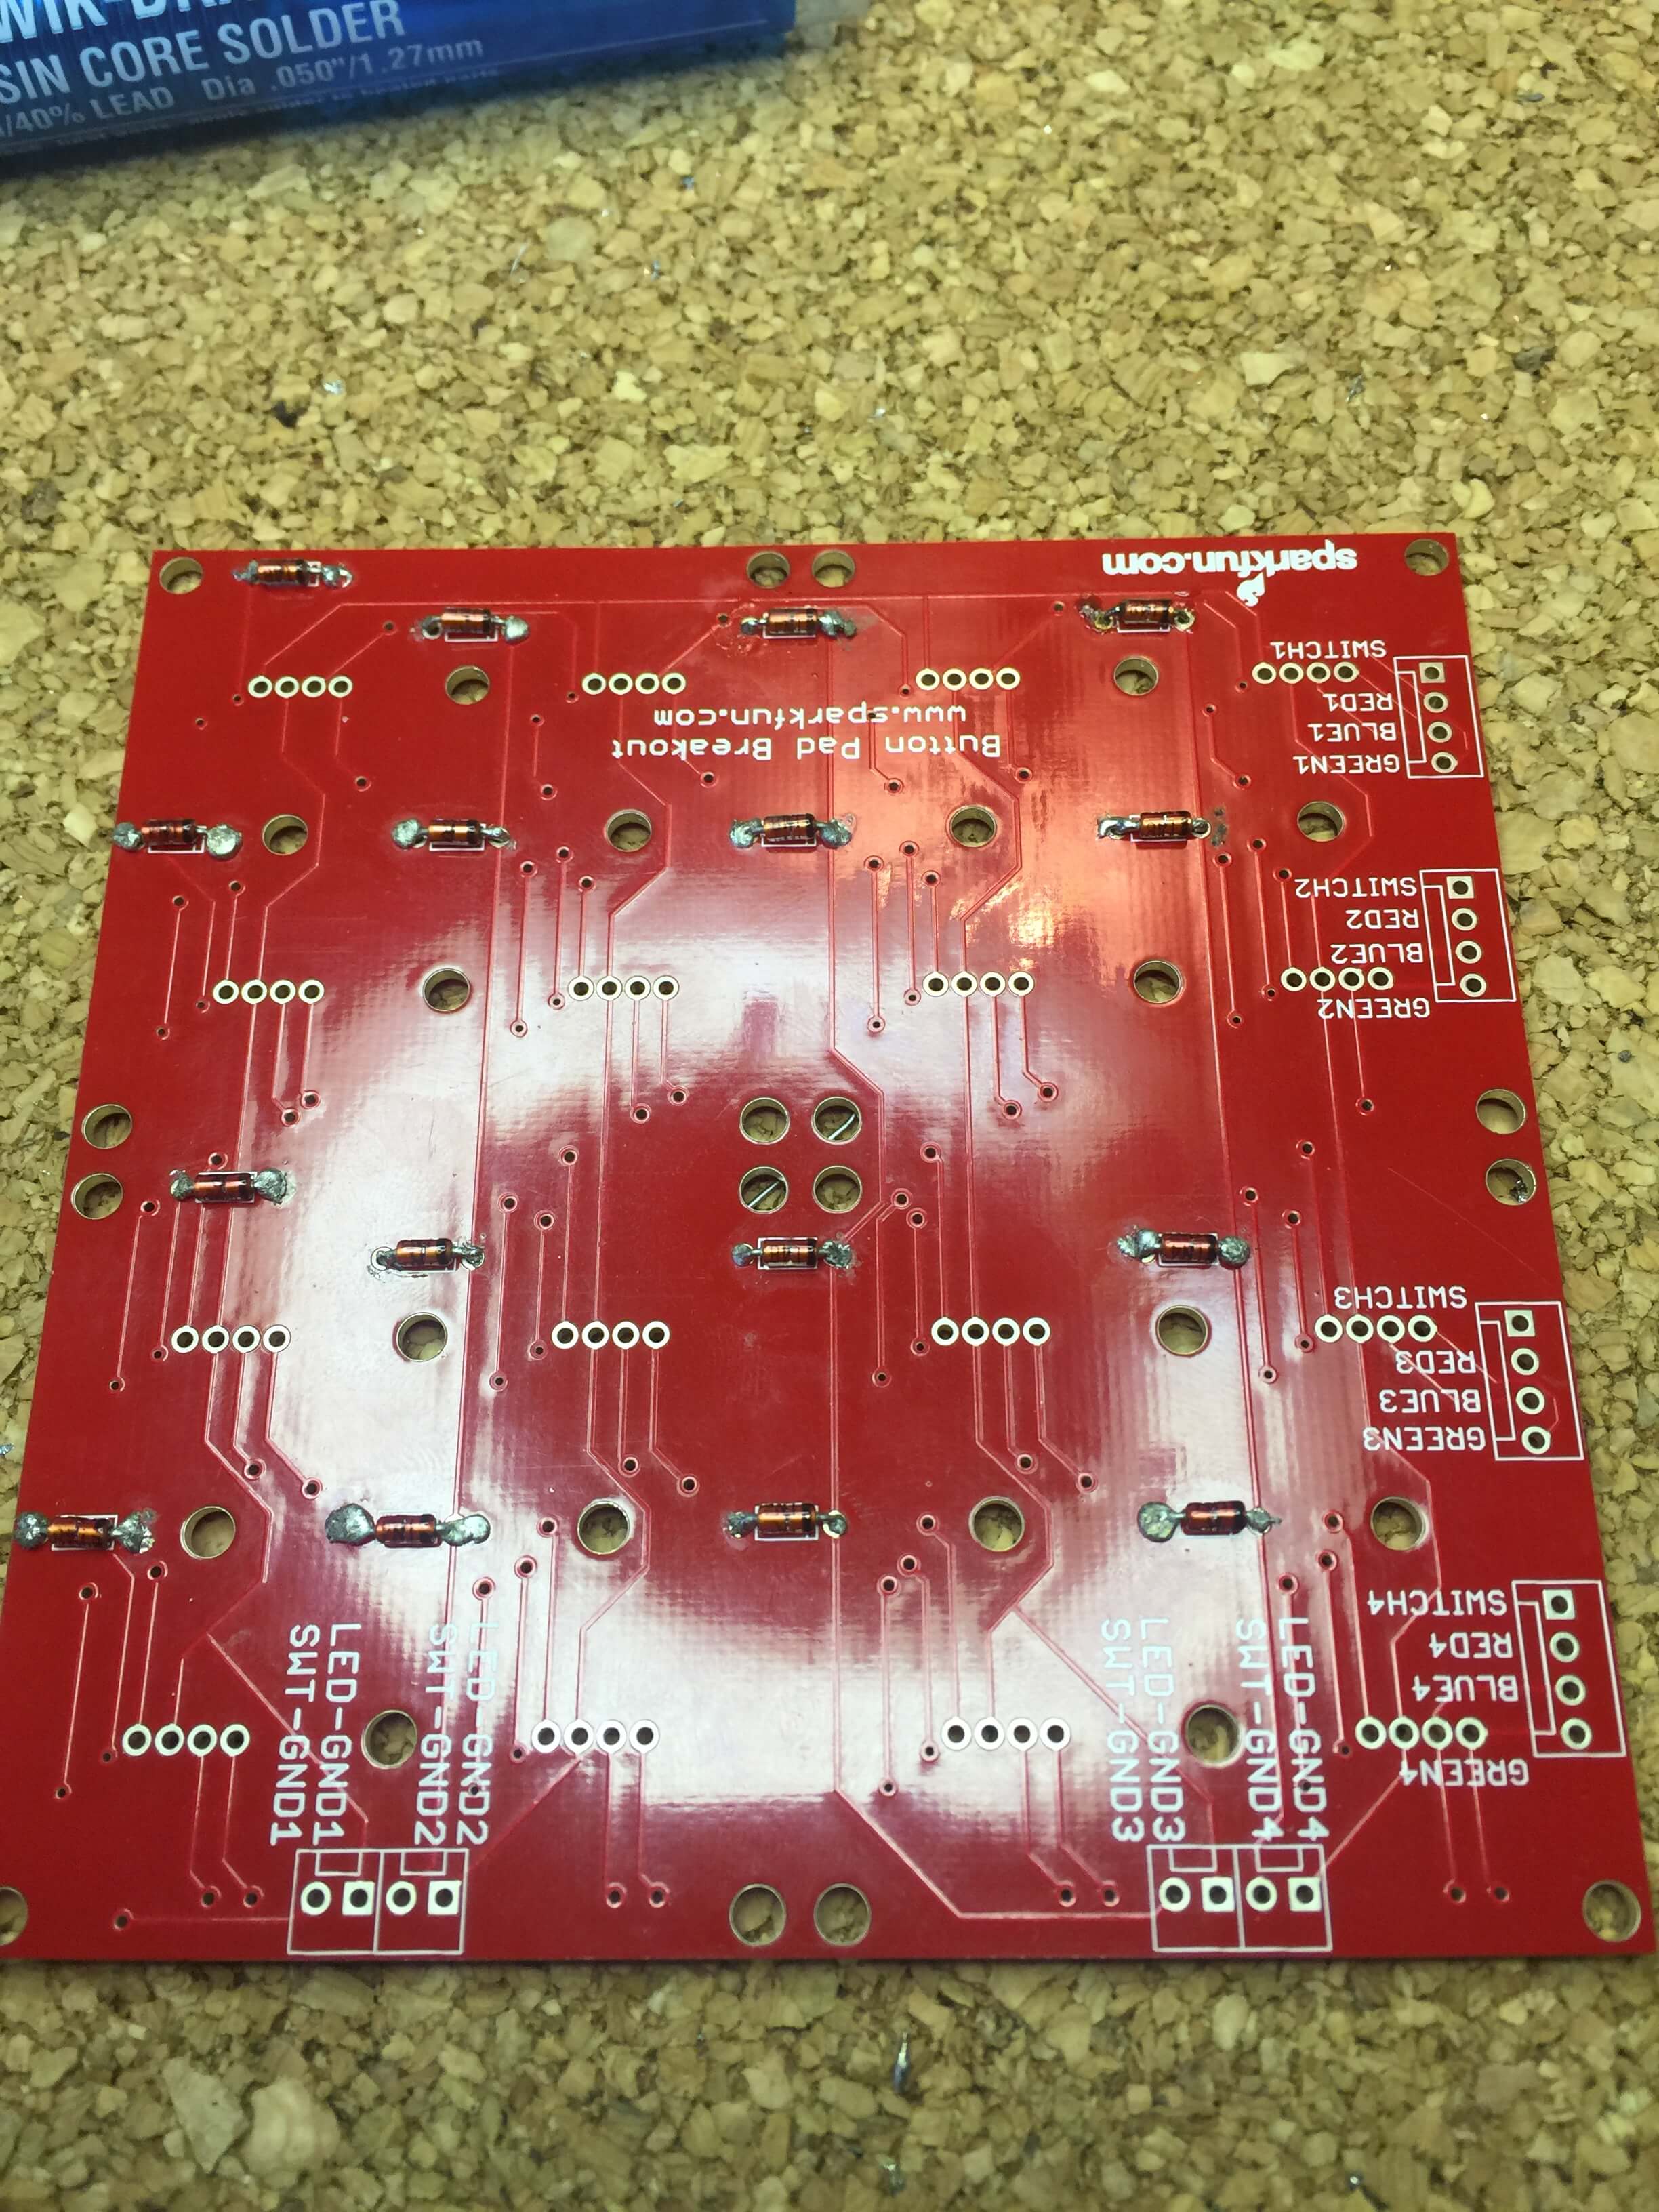 SIN CORE SOLDER
/40% LEAD Dia .050"/1.27mm
sparkfun.com
SWITCH1
RED1
BLUE1
GREEN1
www.sparkfun.com
Button Pad Breakout
SWITCH2
RED2
BLUE2
GREEN2
SWITCH3
RED3
BLUE3
GREEN3
SWITCH4
RED4
BLUE4
GREEN4
SWT-GND1
LED-GND1
SWT-GND2
LED-GND2
SWT-GND3
LED-GND3
SWT-GND4
LED-GND4